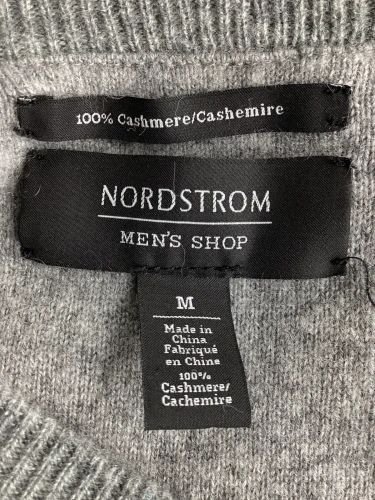 100% Cashmere/Cashemire
NORDSTROM
MEN'S SHOP
M
Made in
China
Fabriqué
en Chine
100%
Cashmere/
Cachemire